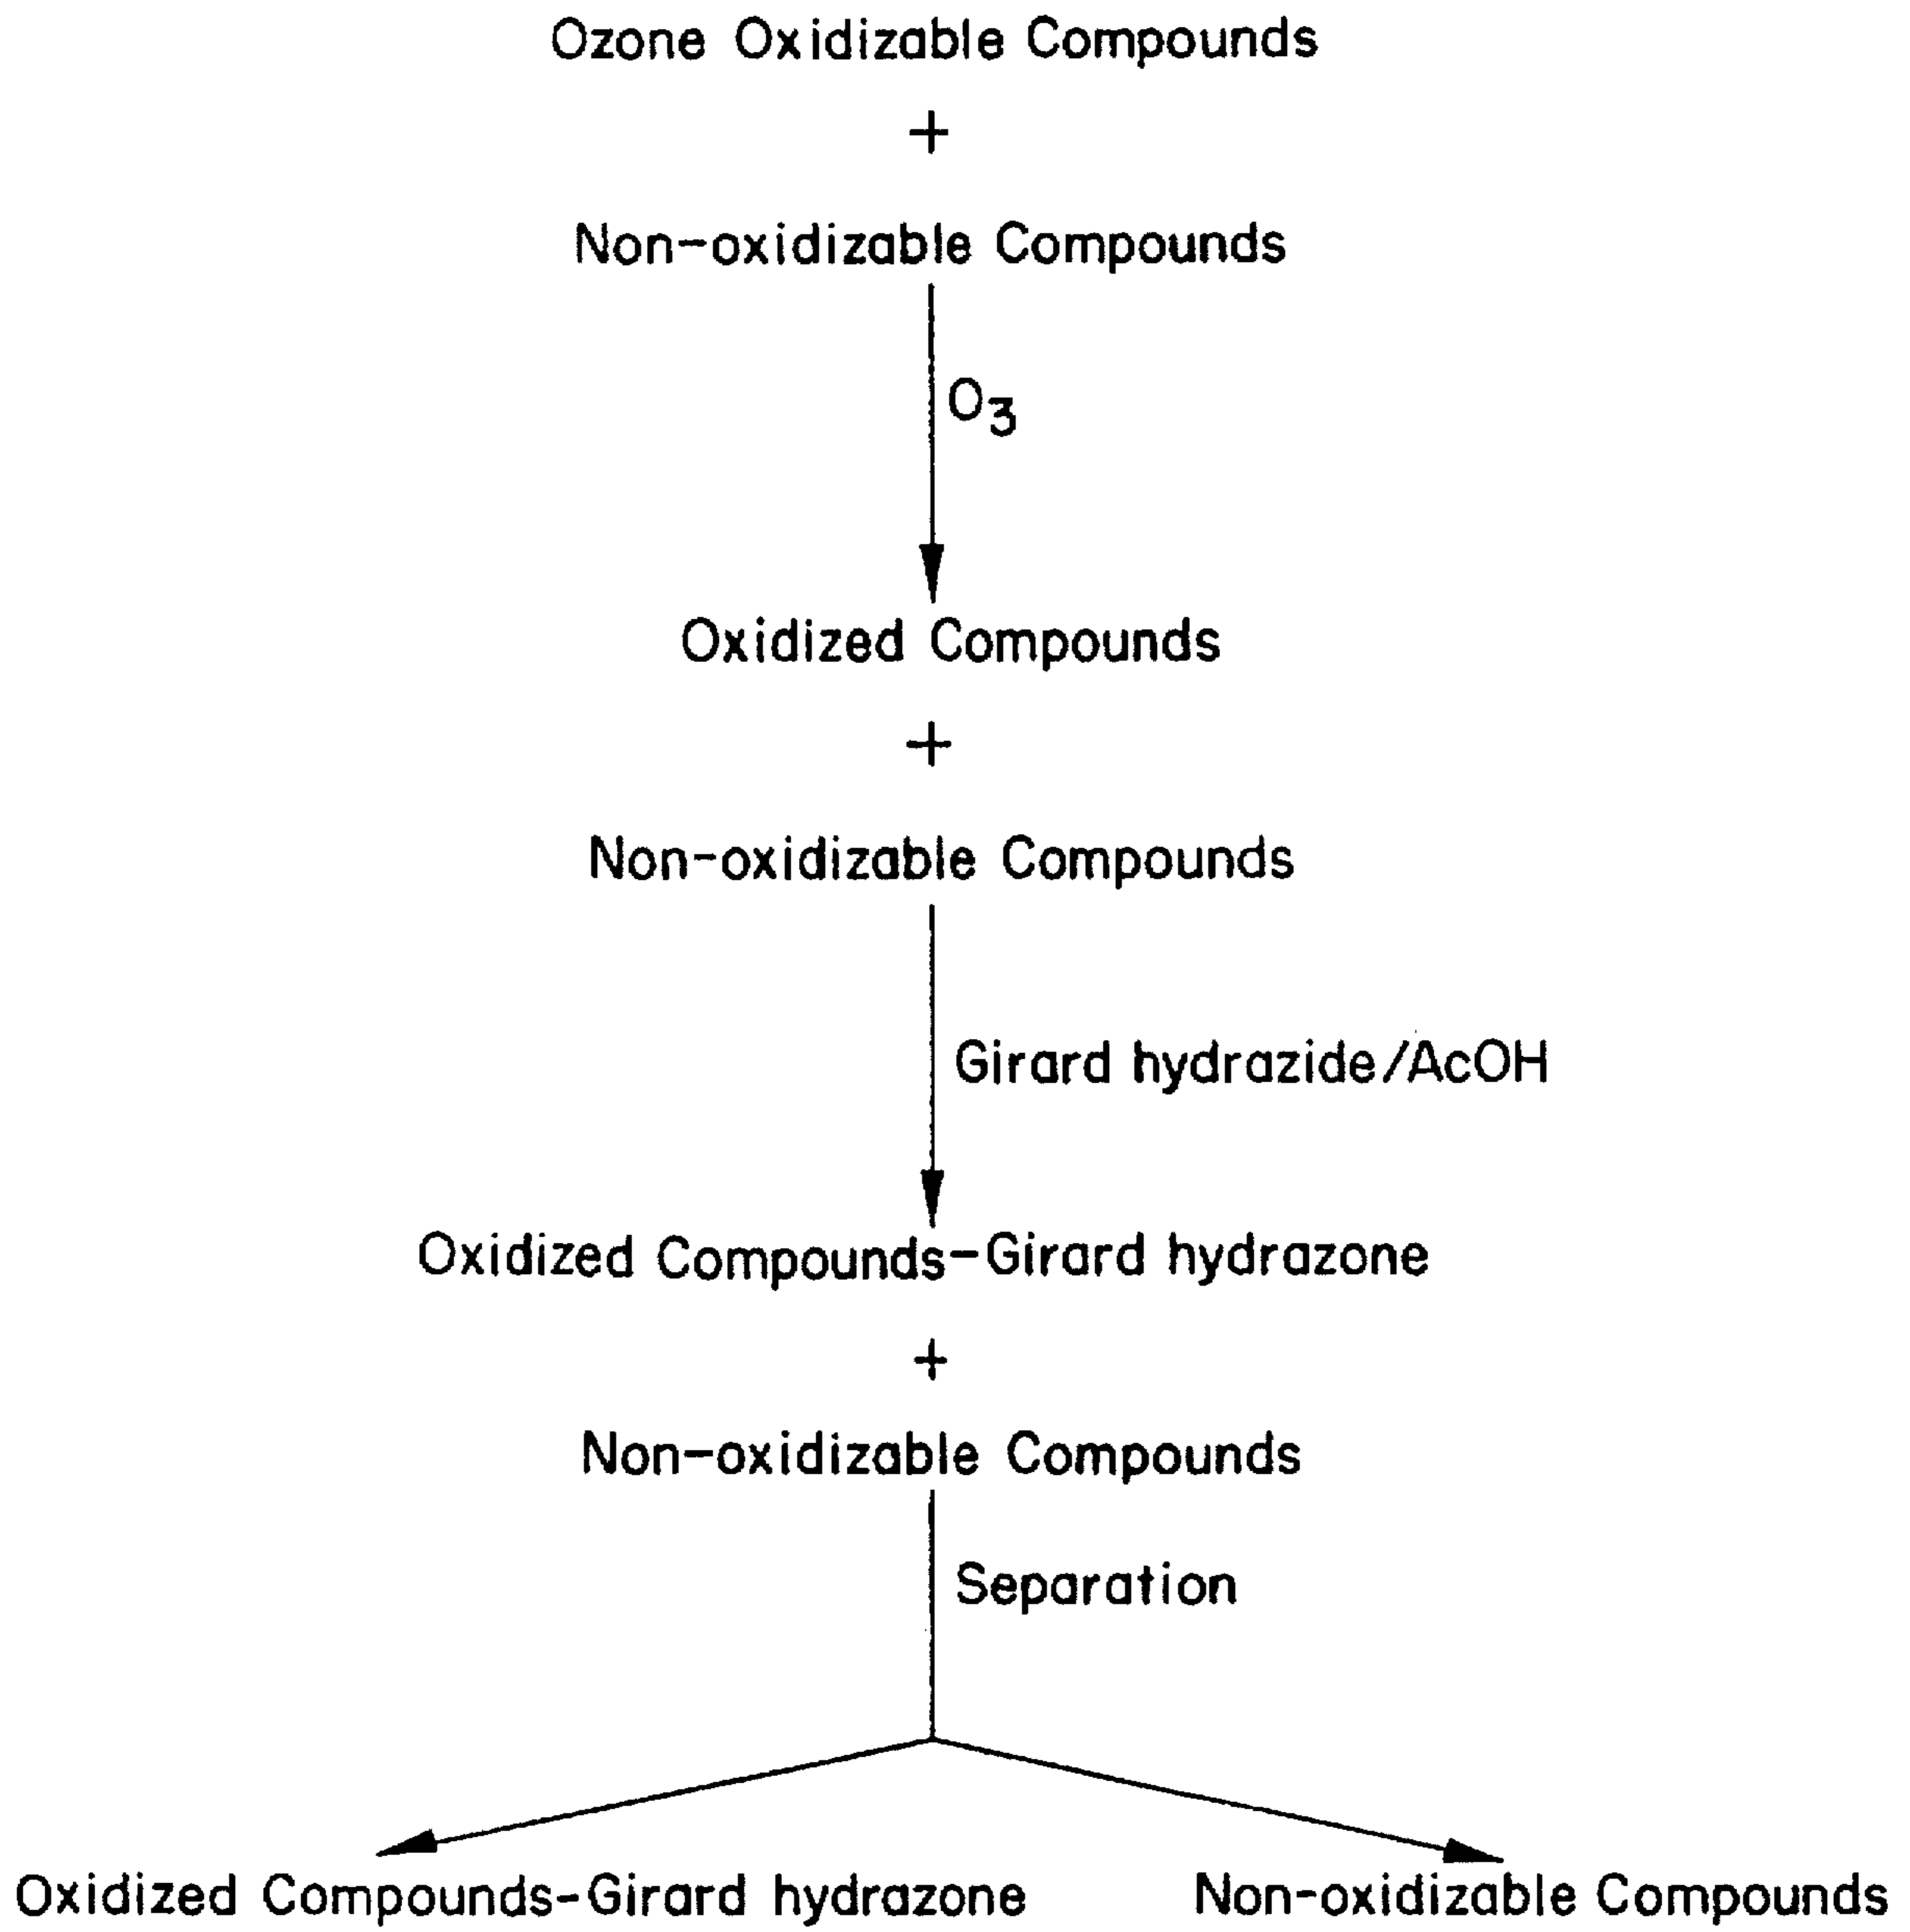 Ozone Oxidizable Compounds
+
Non-oxidizable Compounds
O3
Oxidized Compounds
+
Non-oxidizable Compounds
Girard hydrazide/AcOH
Oxidized Compounds-Girard hydrazone
+
Non-oxidizable Compounds
Separation
Oxidized Compounds-Girard hydrazone
Non-oxidizable Compounds